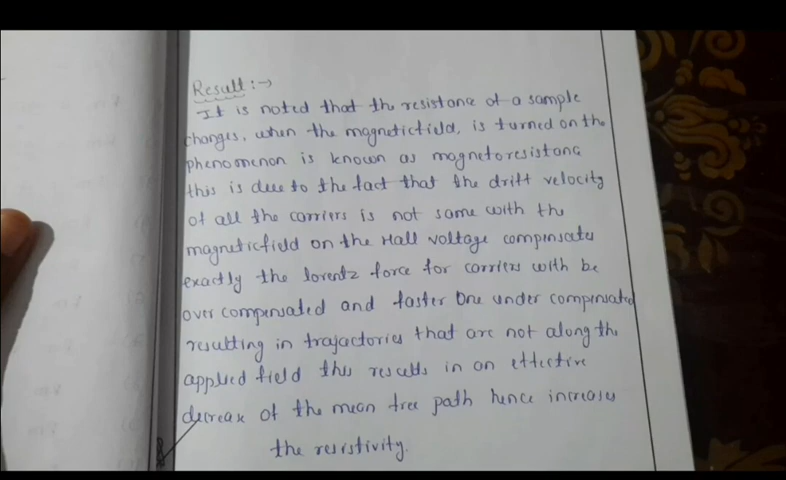 Result :→
It is noted that the resistance of a sample
changes, when the magneticfield, is turned on the
phenomenon is known as magnetoresistanc
this is due to the fact that the drift velocity
of all the carriers is not same with the
magneticfield on the Hall voltage compensates
exactly the lorentz force for carriers with be
over compensated and faster one under compensated
resulting in trajactories that are not along the
applied field this results in an effective
decrease of the mean free path hence increases
the resistivity.